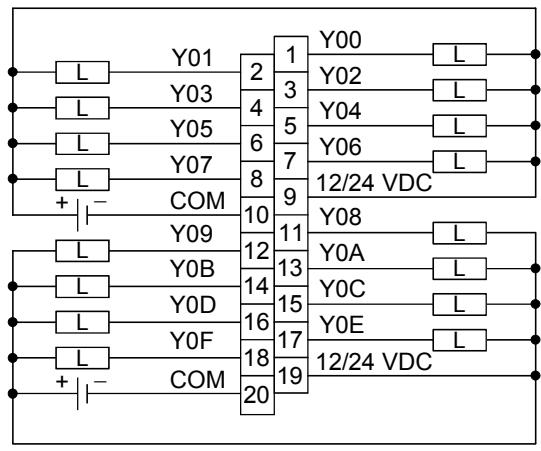 1 Y00 L
L Y01 2
3 Y02 L
L Y03 4
5 Y04 L
L Y05 6
7 Y06 L
L Y07 8
9 12/24 VDC
+ – COM 10
11 Y08 L
L Y09 12
13 Y0A L
L Y0B 14
15 Y0C L
L Y0D 16
17 Y0E L
L Y0F 18
19 12/24 VDC
+ – COM 20